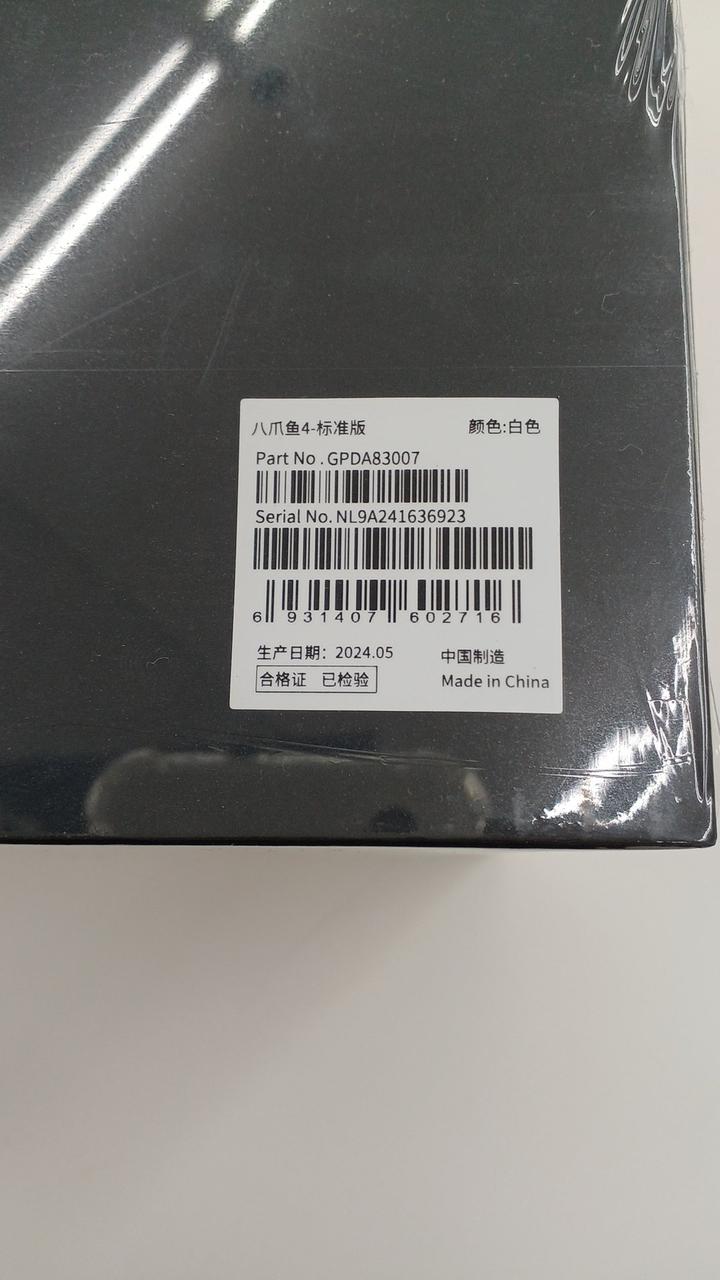 八爪鱼4-标准版 颜色:白色
Part No.GPDA83007
Serial No. NL9A241636923
6 931407 602716
生产日期：2024.05 中国制造
合格证 已检验 Made in China